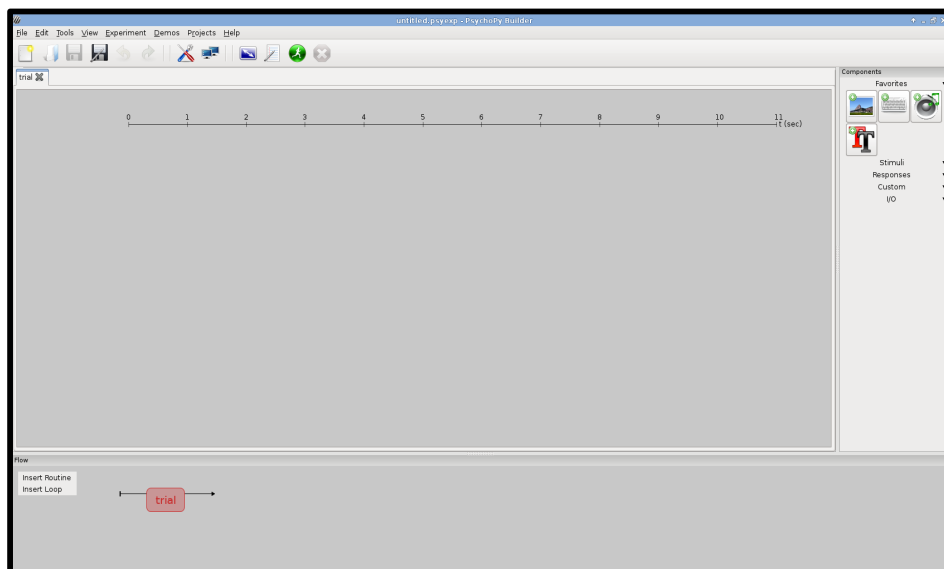 untitled.psyexp - PsychoPy Builder
File Edit Tools View Experiment Demos Projects Help
trial
Components
Favorites
0 1 2 3 4 5 6 7 8 9 10 11
t (sec)
Stimuli
Responses
Custom
I/O
Flow
Insert Routine
Insert Loop
trial